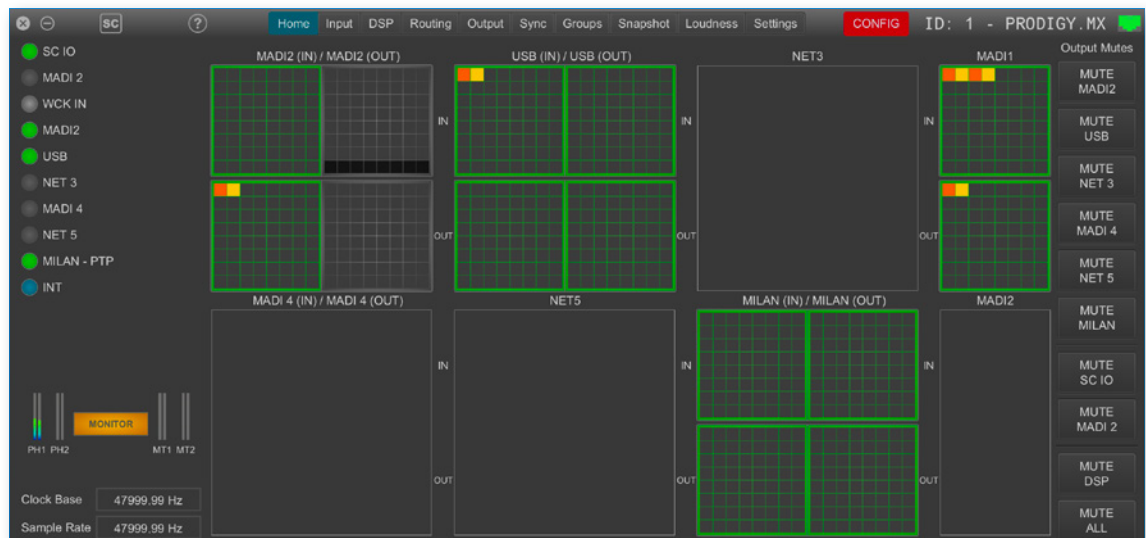 SC ? Home Input DSP Routing Output Sync Groups Snapshot Loudness Settings CONFIG ID: 1 - PRODIGY.MX
SC IO
MADI 2
WCK IN
MADI2
USB
NET 3
MADI 4
NET 5
MILAN - PTP
INT
MADI2 (IN) / MADI2 (OUT)
USB (IN) / USB (OUT)
NET3
MADI1
IN
IN
IN
OUT
OUT
OUT
MADI 4 (IN) / MADI 4 (OUT)
NET5
MILAN (IN) / MILAN (OUT)
MADI2
IN
IN
IN
OUT
OUT
OUT
MONITOR
PH1 PH2
MT1 MT2
Clock Base 47999.99 Hz
Sample Rate 47999.99 Hz
Output Mutes
MUTE
MADI2
MUTE
USB
MUTE
NET 3
MUTE
MADI 4
MUTE
NET 5
MUTE
MILAN
MUTE
SC IO
MUTE
MADI 2
MUTE
DSP
MUTE
ALL